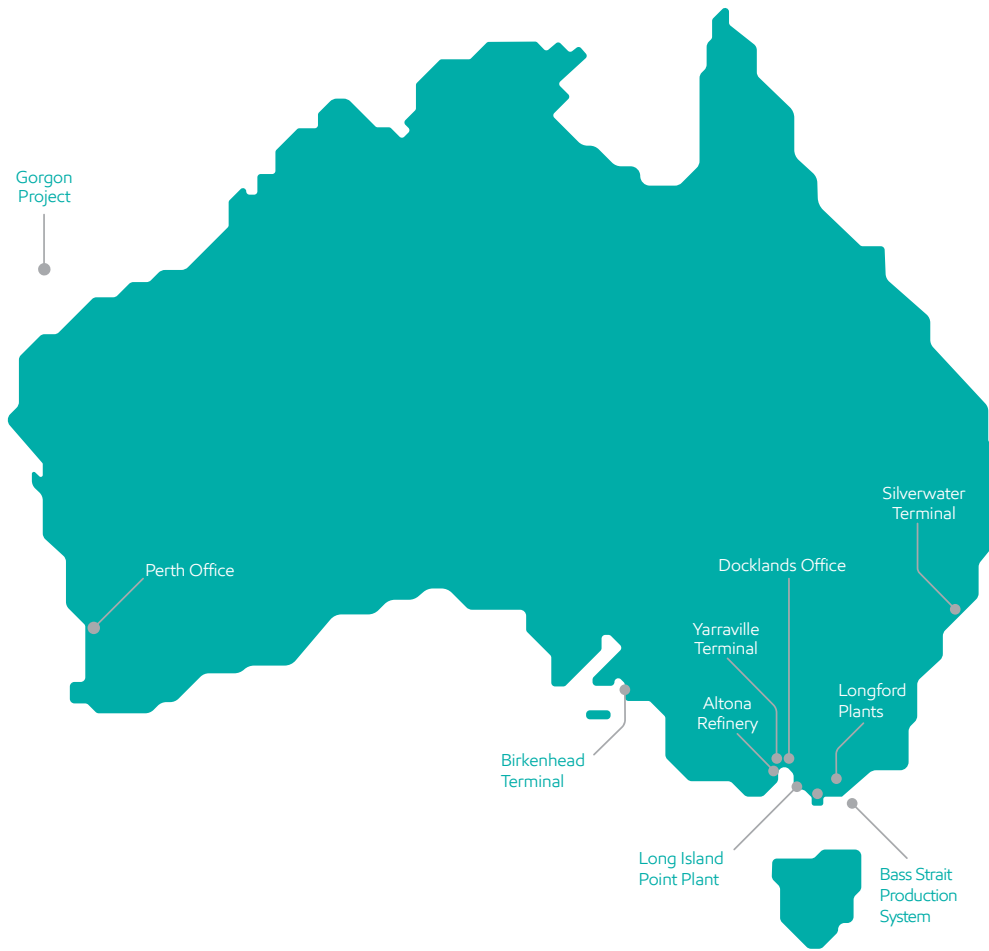 Gorgon
Project
Silverwater
Terminal
Perth Office
Docklands Office
Yarraville
Terminal
Longford
Plants
Altona
Refinery
Birkenhead
Terminal
Long Island
Point Plant
Bass Strait
Production
System